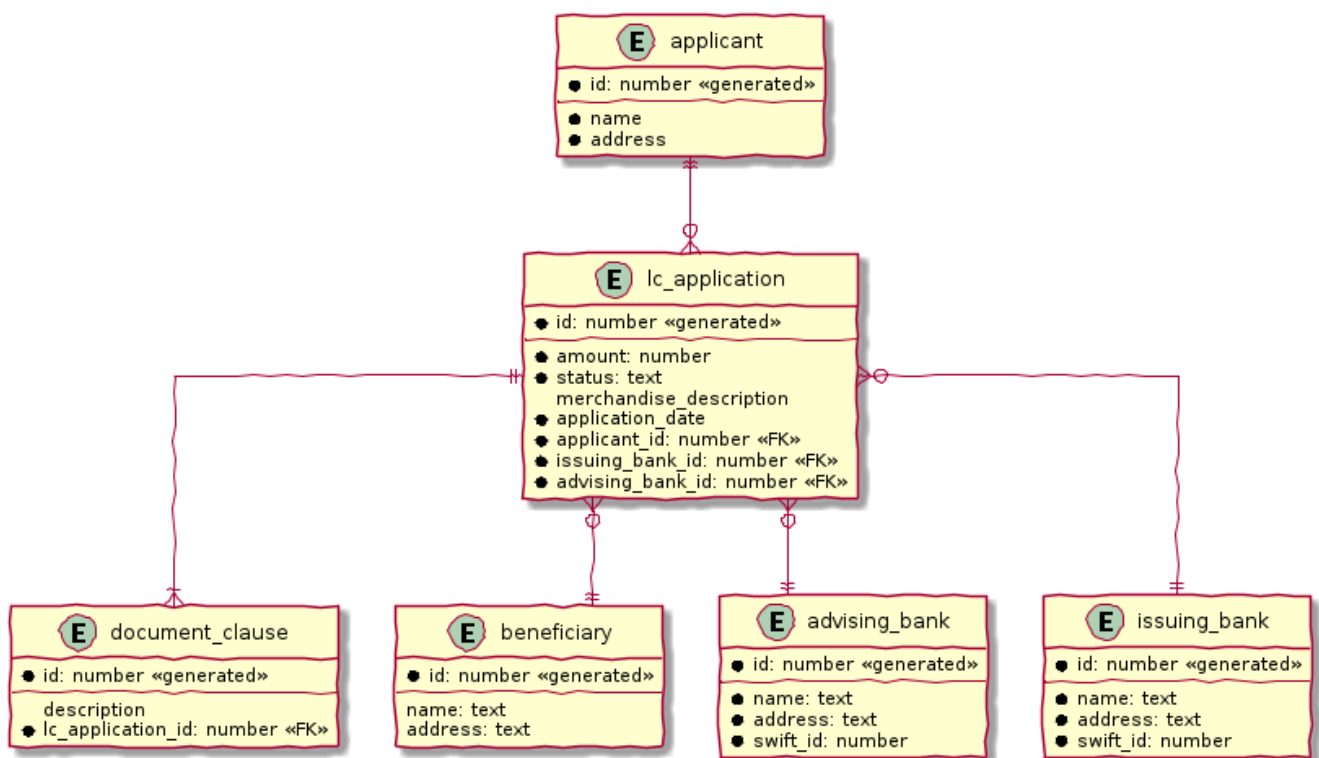 E applicant
id: number «generated»
name
address
E lc_application
id: number «generated»
amount: number
status: text
merchandise_description
application_date
applicant_id: number «FK»
issuing_bank_id: number «FK»
advising_bank_id: number «FK»
E document_clause
id: number «generated»
description
lc_application_id: number «FK»
E beneficiary
id: number «generated»
name: text
address: text
E advising_bank
id: number «generated»
name: text
address: text
swift_id: number
E issuing_bank
id: number «generated»
name: text
address: text
swift_id: number